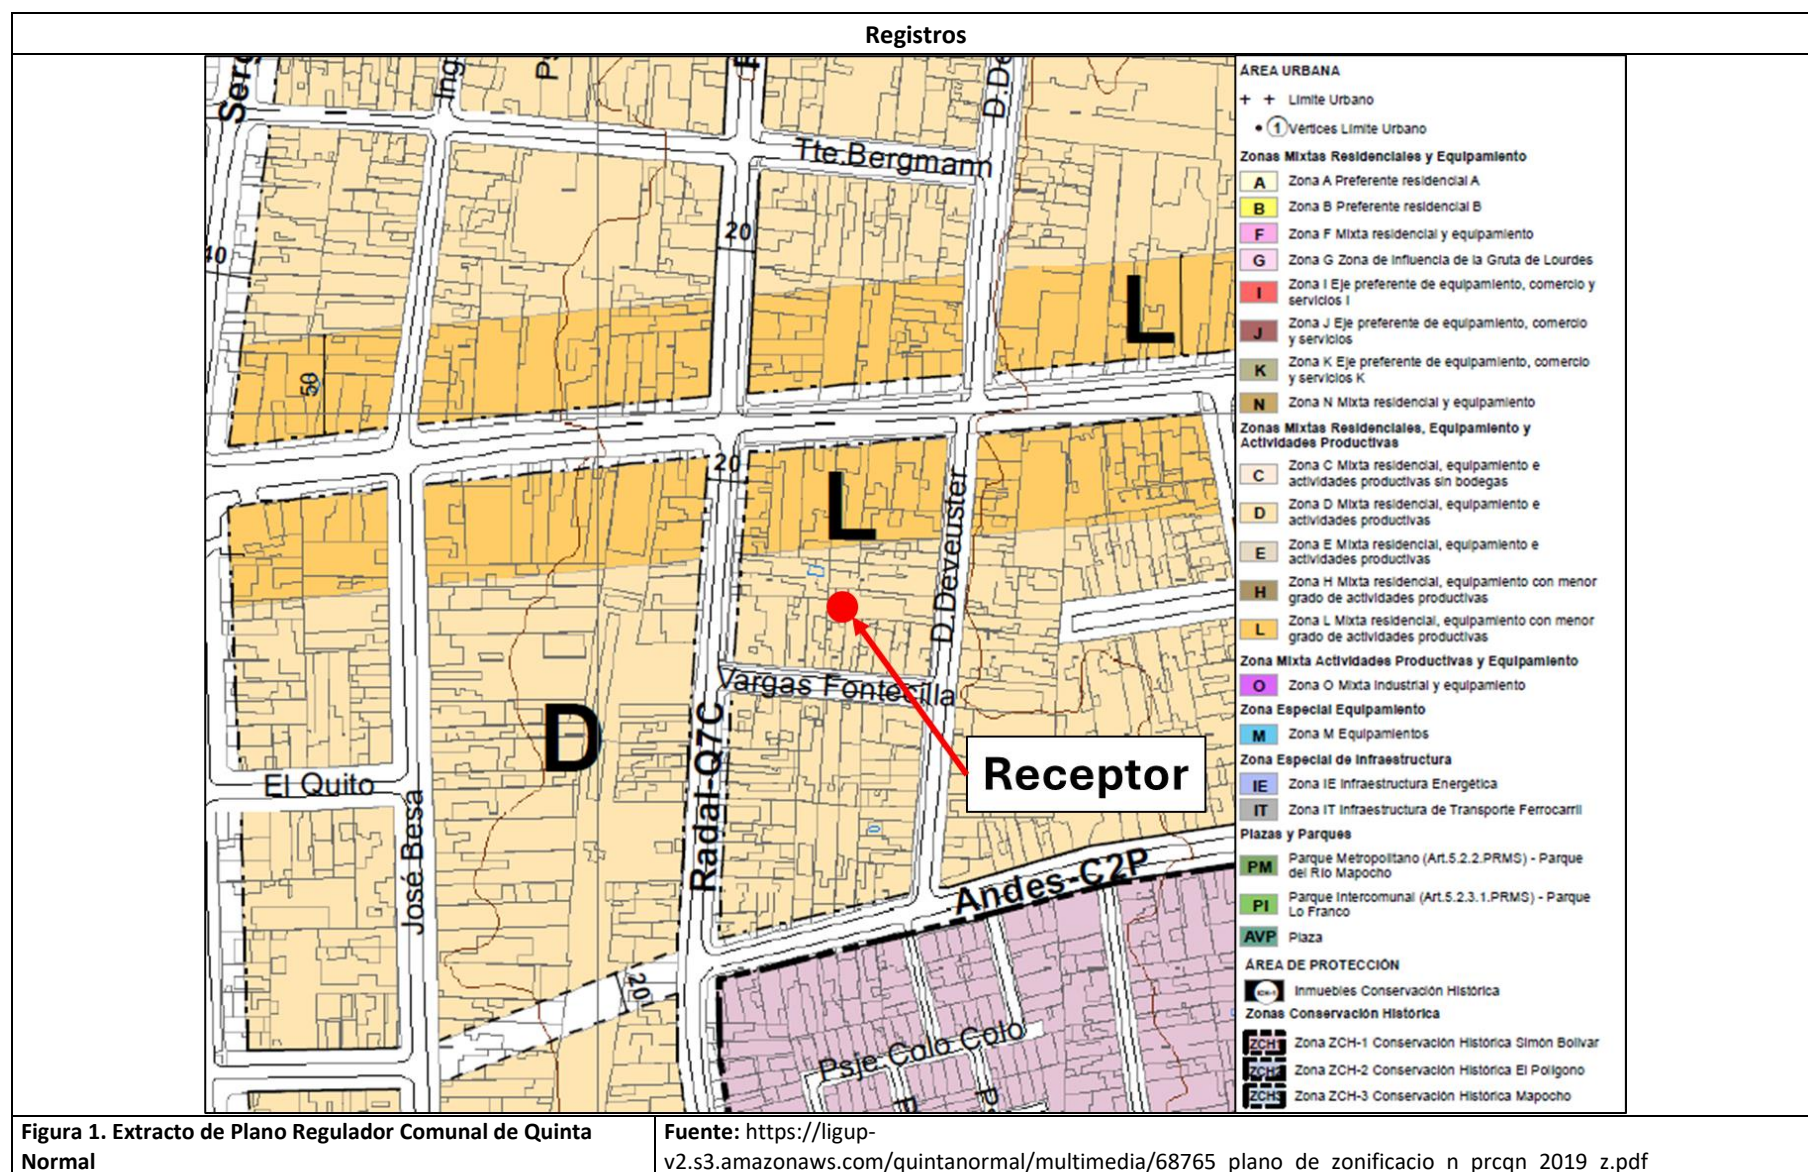 Registros
Serg
Ing.
Ps
D.De
Tte.Bergmann
20
40
L
50
20
L
D.Deveuster
Vargas Fontecilla
D
Radal-Q7C
Receptor
El Quito
José Besa
Andes-C2P
20
Psje.Colo Colo
P
P
ÁREA URBANA
+ + Límite Urbano
1 Vértices Límite Urbano
Zonas Mixtas Residenciales y Equipamiento
A Zona A Preferente residencial A
B Zona B Preferente residencial B
F Zona F Mixta residencial y equipamiento
G Zona G Zona de Influencia de la Gruta de Lourdes
I Zona I Eje preferente de equipamiento, comercio y
servicios I
J Zona J Eje preferente de equipamiento, comercio
y servicios
K Zona K Eje preferente de equipamiento, comercio
y servicios K
N Zona N Mixta residencial y equipamiento
Zonas Mixtas Residenciales, Equipamiento y
Actividades Productivas
C Zona C Mixta residencial, equipamiento e
actividades productivas sin bodegas
D Zona D Mixta residencial, equipamiento e
actividades productivas
E Zona E Mixta residencial, equipamiento e
actividades productivas
H Zona H Mixta residencial, equipamiento con menor
grado de actividades productivas
L Zona L Mixta residencial, equipamiento con menor
grado de actividades productivas
Zona Mixta Actividades Productivas y Equipamiento
O Zona O Mixta Industrial y equipamiento
Zona Especial Equipamiento
M Zona M Equipamientos
Zona Especial de Infraestructura
IE Zona IE Infraestructura Energética
IT Zona IT Infraestructura de Transporte Ferrocarril
Plazas y Parques
PM Parque Metropolitano (Art.5.2.2.PRMS) - Parque
del Río Mapocho
PI Parque Intercomunal (Art.5.2.3.1.PRMS) - Parque
Lo Franco
AVP Plaza
ÁREA DE PROTECCIÓN
ICH-1 Inmuebles Conservación Histórica
Zonas Conservación Histórica
ZCH1 Zona ZCH-1 Conservación Histórica Simón Bolívar
ZCH2 Zona ZCH-2 Conservación Histórica El Polígono
ZCH3 Zona ZCH-3 Conservación Histórica Mapocho
Figura 1. Extracto de Plano Regulador Comunal de Quinta
Normal
Fuente: https://ligup-
v2.s3.amazonaws.com/quintanormal/multimedia/68765_plano_de_zonificacio_n_prcqn_2019_z.pdf